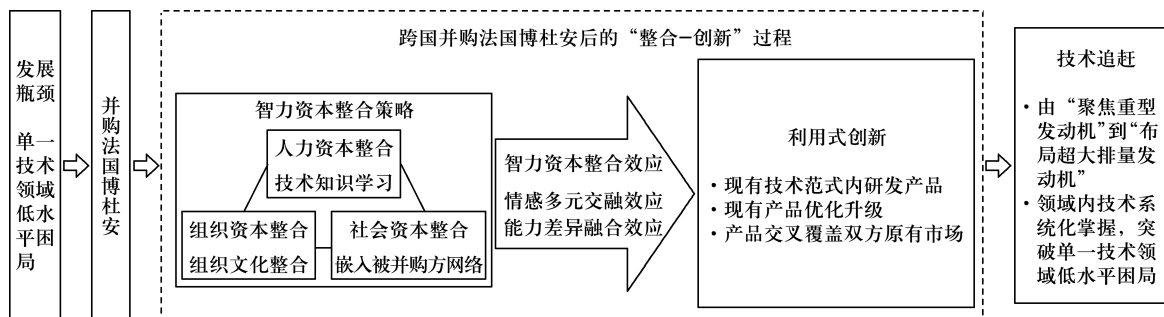 发展
瓶颈
单一
技术
领域
低水
平困
局
并购法国博杜安
跨国并购法国博杜安后的“整合−创新”过程
智力资本整合策略
人力资本整合
技术知识学习
组织资本整合
组织文化整合
社会资本整合
嵌入被并购方网络
智力资本整合效应
情感多元交融效应
能力差异融合效应
利用式创新
·现有技术范式内研发产品
·现有产品优化升级
·产品交叉覆盖双方原有市场
技术追赶
·由“聚焦重型
发动机”到“布
局超大排量发
动机”
·领域内技术系
统化掌握，突
破单一技术领
域低水平困局